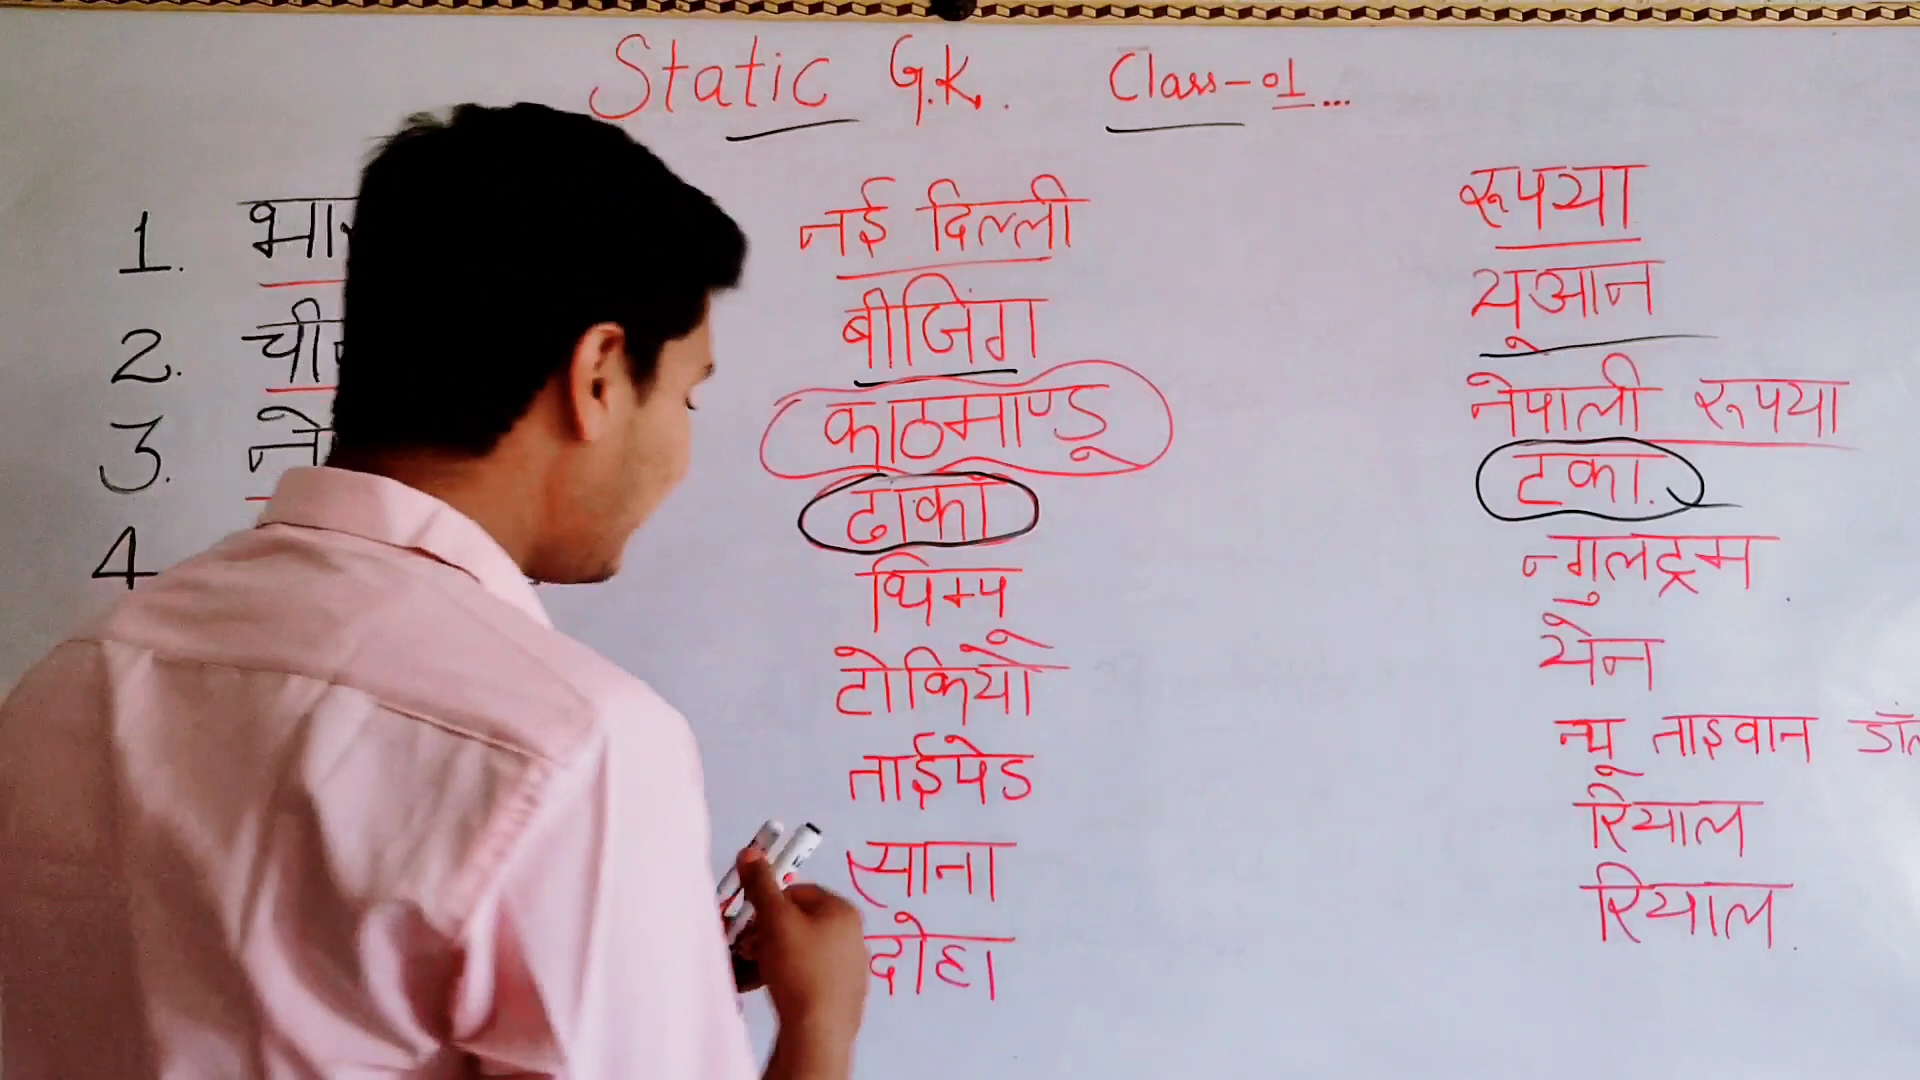 Static G.K. Class-01...
1. नई दिल्ली रूपया
2. बीजिंग यूआन
3. काठमाण्डू नेपाली रूपया
4 ढाका टका
थिम्पू न्गुलट्रम
टोकियो येन
ताईपेड न्यू ताइवान
साना रियाल
दोहा रियाल